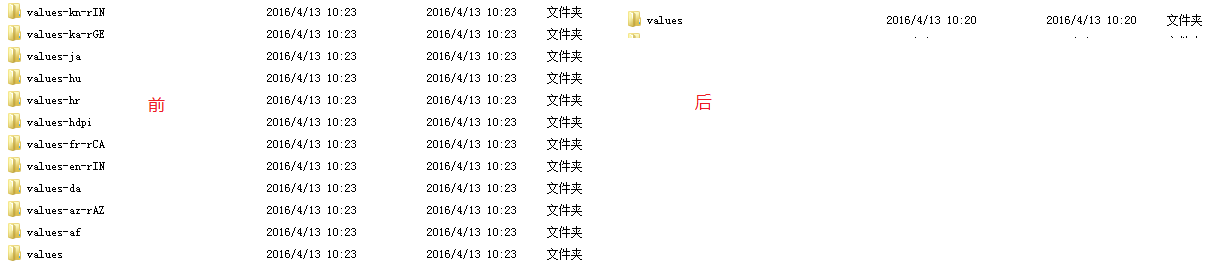 values-kn-rIN 2016/4/13 10:23 2016/4/13 10:23 文件夹
values-ka-rGE 2016/4/13 10:23 2016/4/13 10:23 文件夹
values-ja 2016/4/13 10:23 2016/4/13 10:23 文件夹
values-hu 2016/4/13 10:23 2016/4/13 10:23 文件夹
values-hr 2016/4/13 10:23 2016/4/13 10:23 文件夹
前
values-hdpi 2016/4/13 10:23 2016/4/13 10:23 文件夹
values-fr-rCA 2016/4/13 10:23 2016/4/13 10:23 文件夹
values-en-rIN 2016/4/13 10:23 2016/4/13 10:23 文件夹
values-da 2016/4/13 10:23 2016/4/13 10:23 文件夹
values-az-rAZ 2016/4/13 10:23 2016/4/13 10:23 文件夹
values-af 2016/4/13 10:23 2016/4/13 10:23 文件夹
values 2016/4/13 10:23 2016/4/13 10:23 文件夹
values 2016/4/13 10:20 2016/4/13 10:20 文件夹
后